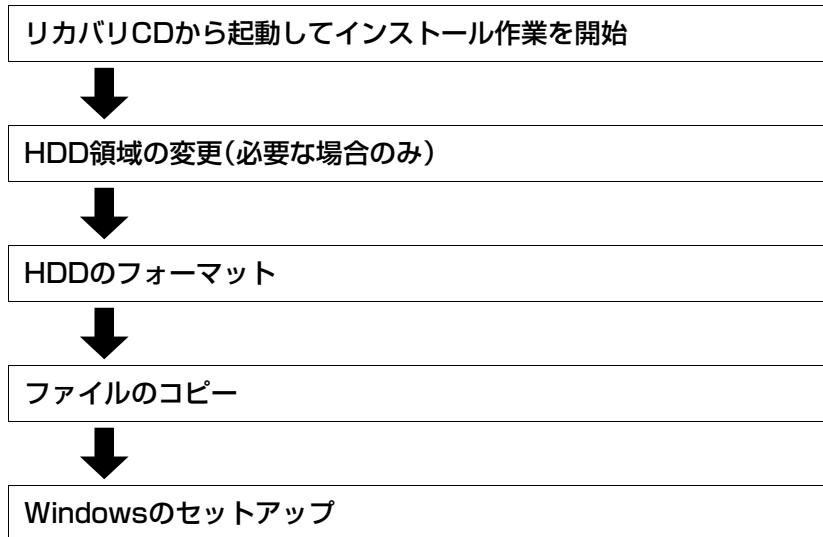 リカバリCDから起動してインストール作業を開始
HDD領域の変更(必要な場合のみ)
HDDのフォーマット
ファイルのコピー
Windowsのセットアップ